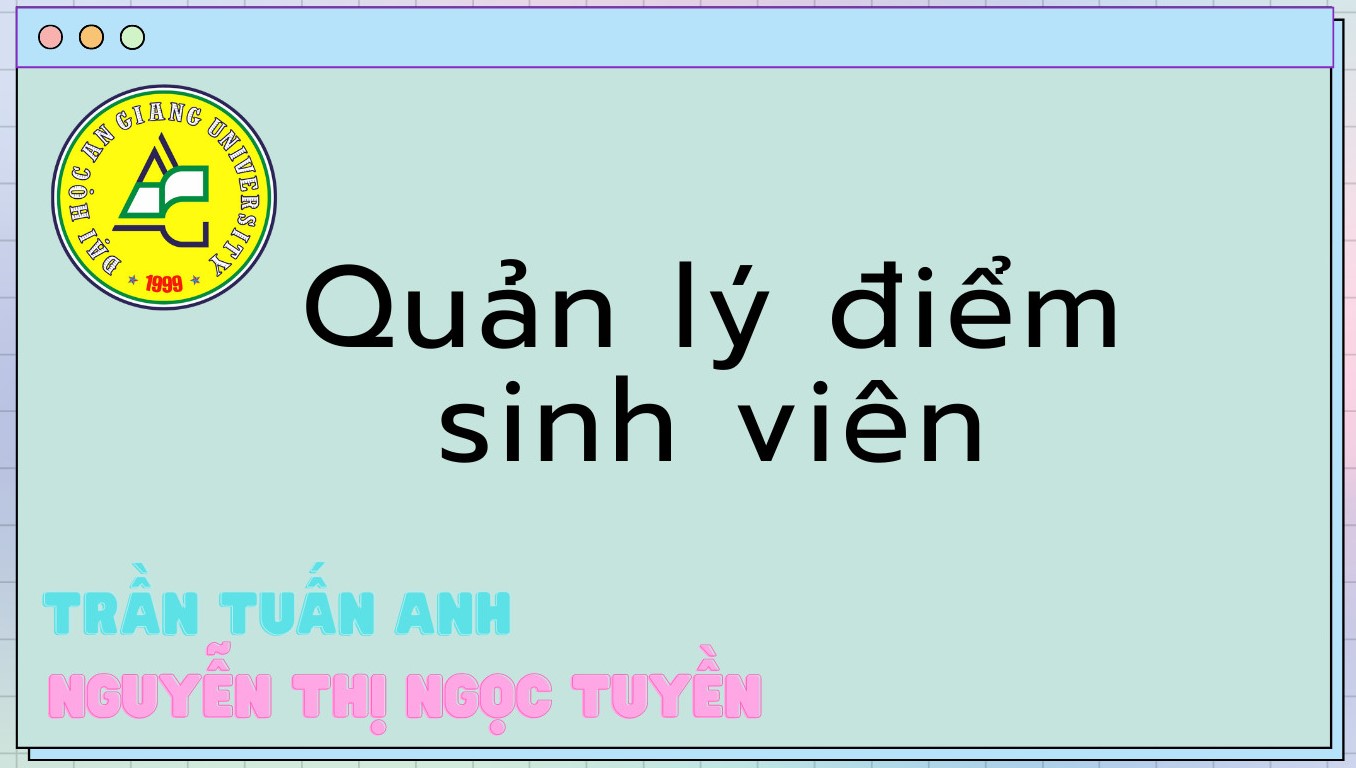 ĐẠI HỌC AN GIANG UNIVERSITY
1999
Quản lý điểm
sinh viên
TRẦN TUẤN ANH
NGUYỄN THỊ NGỌC TUYỀN